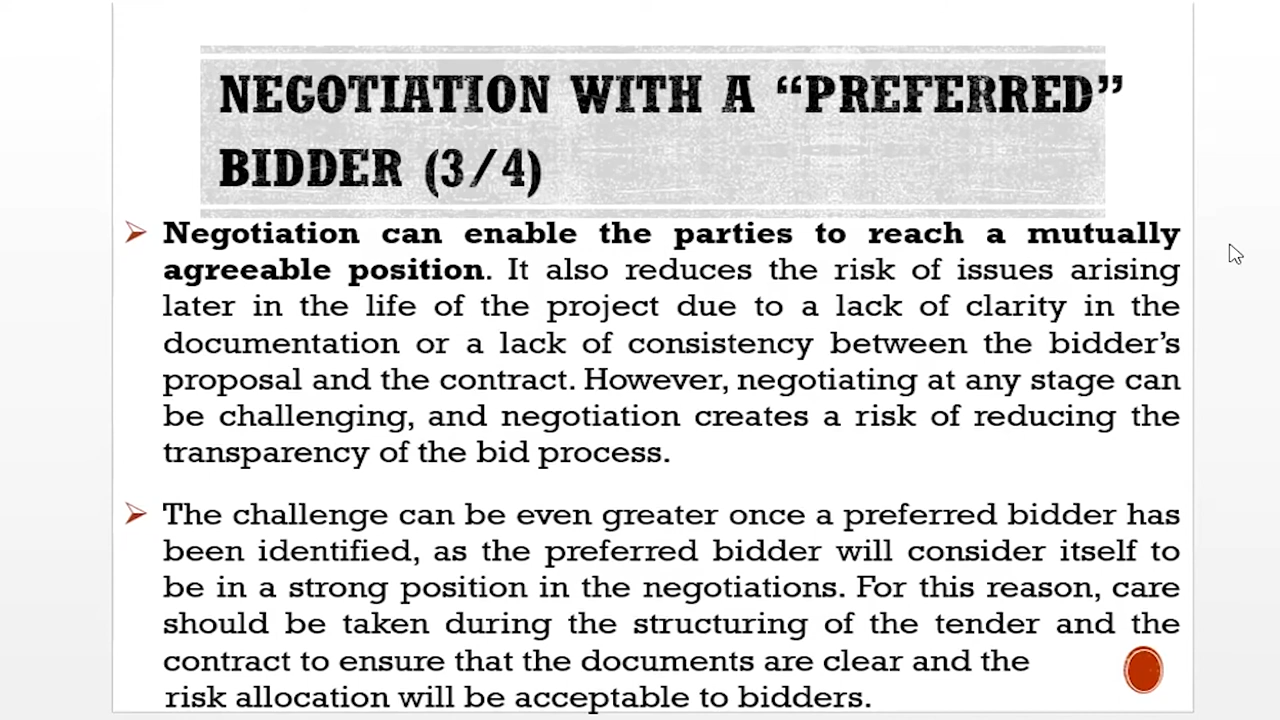 NEGOTIATION WITH A “PREFERRED”
BIDDER (3/4)
Negotiation can enable the parties to reach a mutually
agreeable position. It also reduces the risk of issues arising
later in the life of the project due to a lack of clarity in the
documentation or a lack of consistency between the bidder’s
proposal and the contract. However, negotiating at any stage can
be challenging, and negotiation creates a risk of reducing the
transparency of the bid process.
The challenge can be even greater once a preferred bidder has
been identified, as the preferred bidder will consider itself to
be in a strong position in the negotiations. For this reason, care
should be taken during the structuring of the tender and the
contract to ensure that the documents are clear and the
risk allocation will be acceptable to bidders.